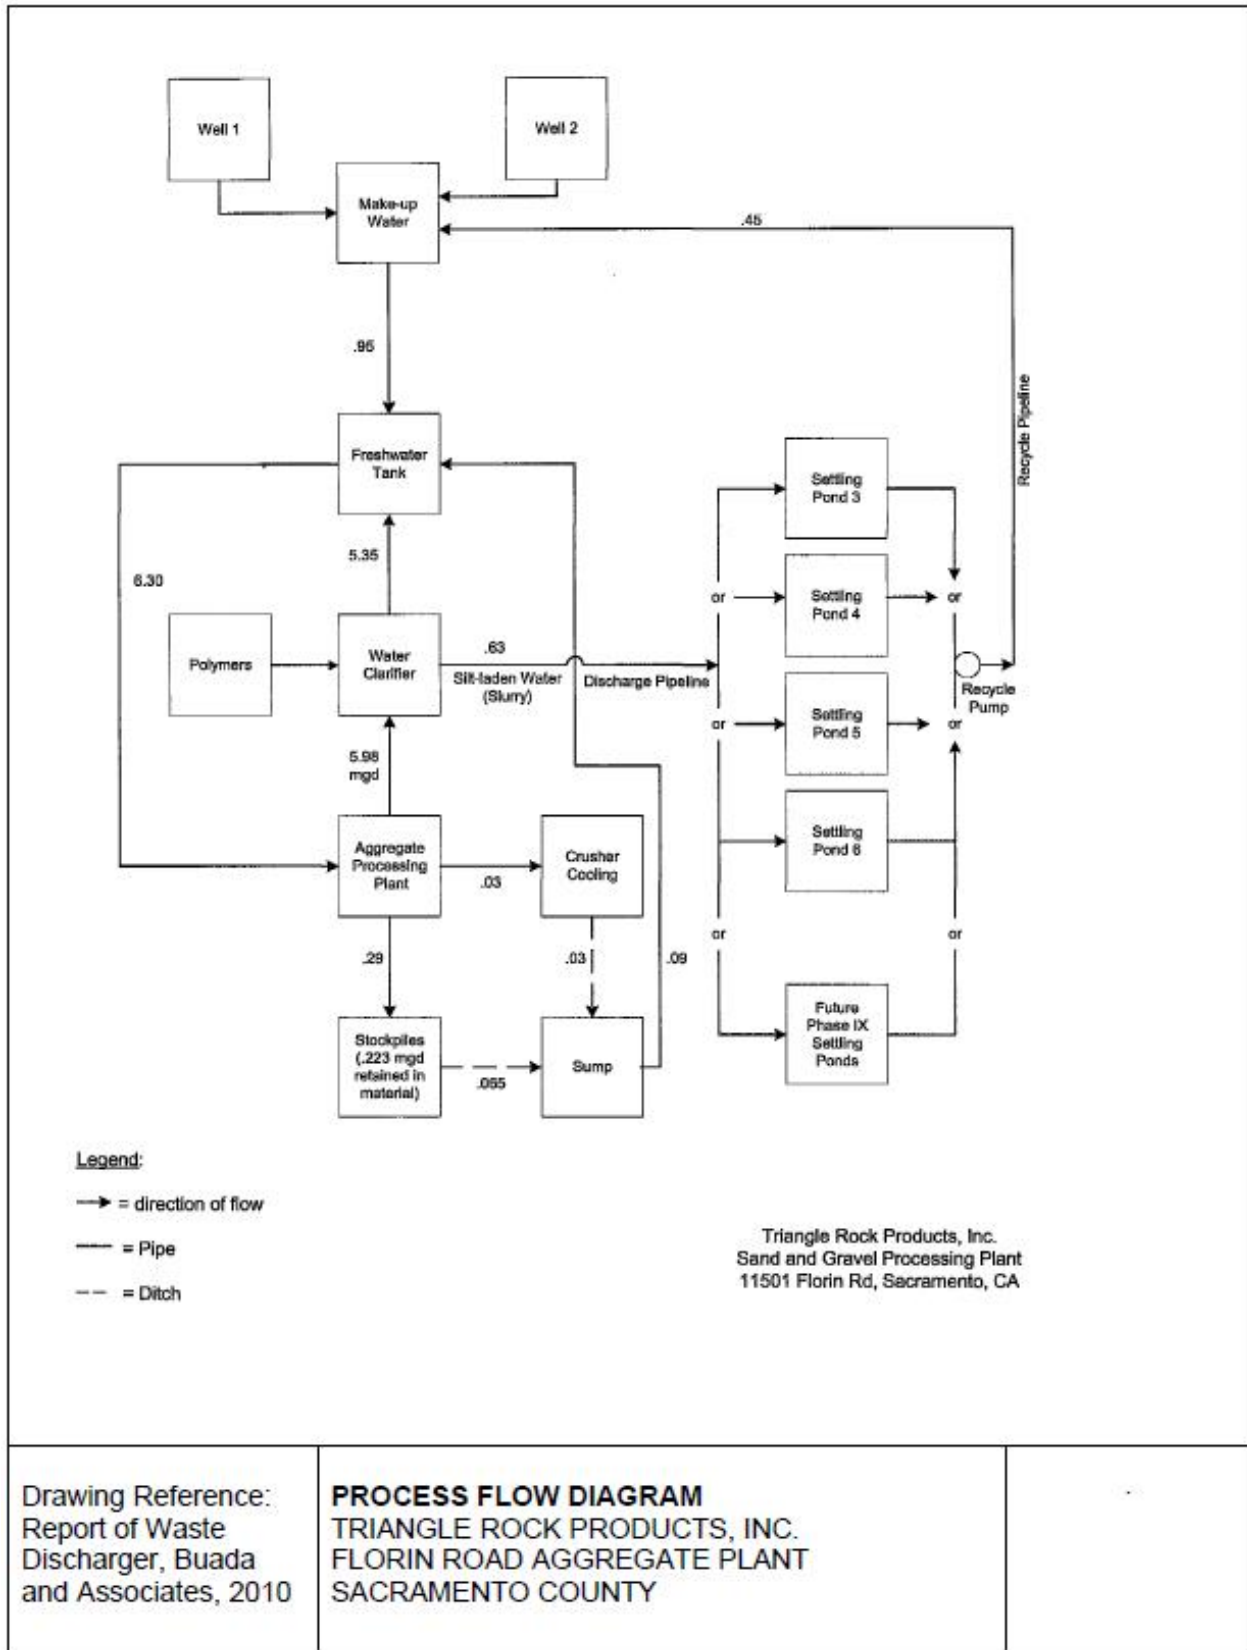 Well 1
Well 2
Make-up
Water
.45
.95
Recycle Pipeline
Freshwater
Tank
Settling
Pond 3
5.35
6.30
or
Settling
Pond 4
or
Polymers
Water
Clarifier
.63
Silt-laden Water
(Slurry)
Discharge Pipeline
Recycle
Pump
or
Settling
Pond 5
or
5.98
mgd
Aggregate
Processing
Plant
.03
Crusher
Cooling
Settling
Pond 6
.29
.03
.09
or
or
Stockpiles
(.223 mgd
retained in
material)
.065
Sump
Future
Phase IX
Settling
Ponds
Legend:
= direction of flow
= Pipe
= Ditch
Triangle Rock Products, Inc.
Sand and Gravel Processing Plant
11501 Florin Rd, Sacramento, CA
Drawing Reference:
Report of Waste
Discharger, Buada
and Associates, 2010
PROCESS FLOW DIAGRAM
TRIANGLE ROCK PRODUCTS, INC.
FLORIN ROAD AGGREGATE PLANT
SACRAMENTO COUNTY